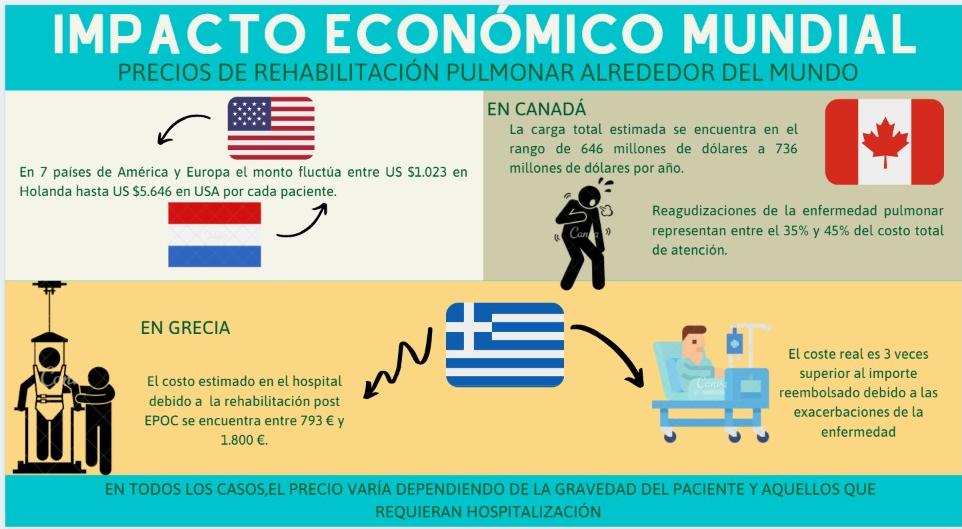 IMPACTO ECONÓMICO MUNDIAL
PRECIOS DE REHABILITACIÓN PULMONAR ALREDEDOR DEL MUNDO
En 7 países de América y Europa el monto fluctúa entre US $1.023 en
Holanda hasta US $5.646 en USA por cada paciente.
EN CANADÁ
La carga total estimada se encuentra en el
rango de 646 millones de dólares a 736
millones de dólares por año.
Canva
Reagudizaciones de la enfermedad pulmonar
representan entre el 35% y 45% del costo total
de atención.
EN GRECIA
El costo estimado en el hospital
debido a la rehabilitación post
EPOC se encuentra entre 793 € y
1.800 €.
Canva
El coste real es 3 veces
superior al importe
reembolsado debido a las
exacerbaciones de la
enfermedad
EN TODOS LOS CASOS,EL PRECIO VARÍA DEPENDIENDO DE LA GRAVEDAD DEL PACIENTE Y AQUELLOS QUE
REQUIERAN HOSPITALIZACIÓN